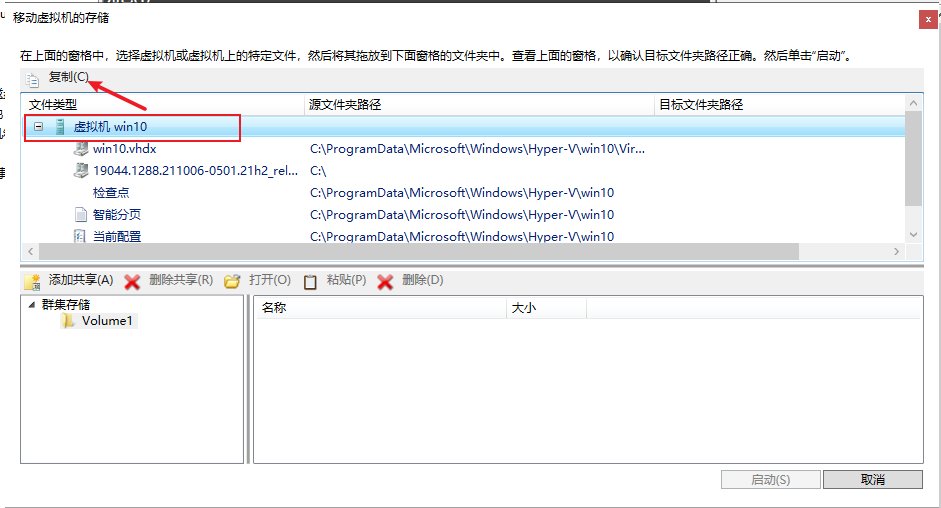 移动虚拟机的存储
在上面的窗格中，选择虚拟机或虚拟机上的特定文件，然后将其拖放到下面窗格的文件夹中。查看上面的窗格，以确认目标文件夹路径正确。然后单击“启动”。
复制(C)
文件类型 源文件夹路径 目标文件夹路径
虚拟机 win10
win10.vhdx C:\ProgramData\Microsoft\Windows\Hyper-V\win10\Vir...
19044.1288.211006-0501.21h2_rel... C:\
检查点 C:\ProgramData\Microsoft\Windows\Hyper-V\win10
智能分页 C:\ProgramData\Microsoft\Windows\Hyper-V\win10
当前配置 C:\ProgramData\Microsoft\Windows\Hyper-V\win10
添加共享(A) 删除共享(R) 打开(O) 粘贴(P) 删除(D)
群集存储 名称 大小
Volume1
启动(S) 取消